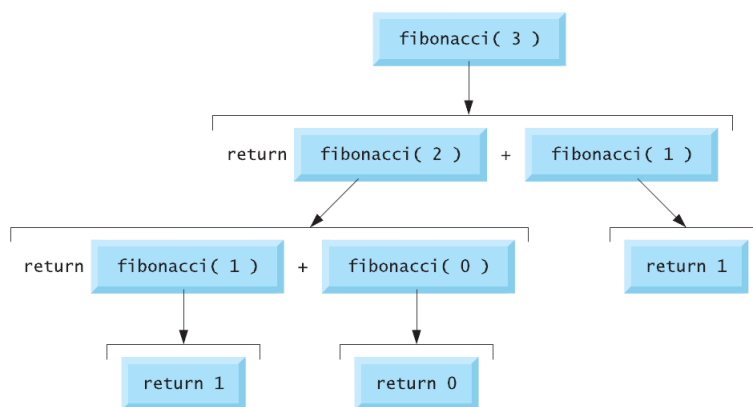 fibonacci( 3 )
return fibonacci( 2 ) + fibonacci( 1 )
return fibonacci( 1 ) + fibonacci( 0 ) return 1
return 1 return 0